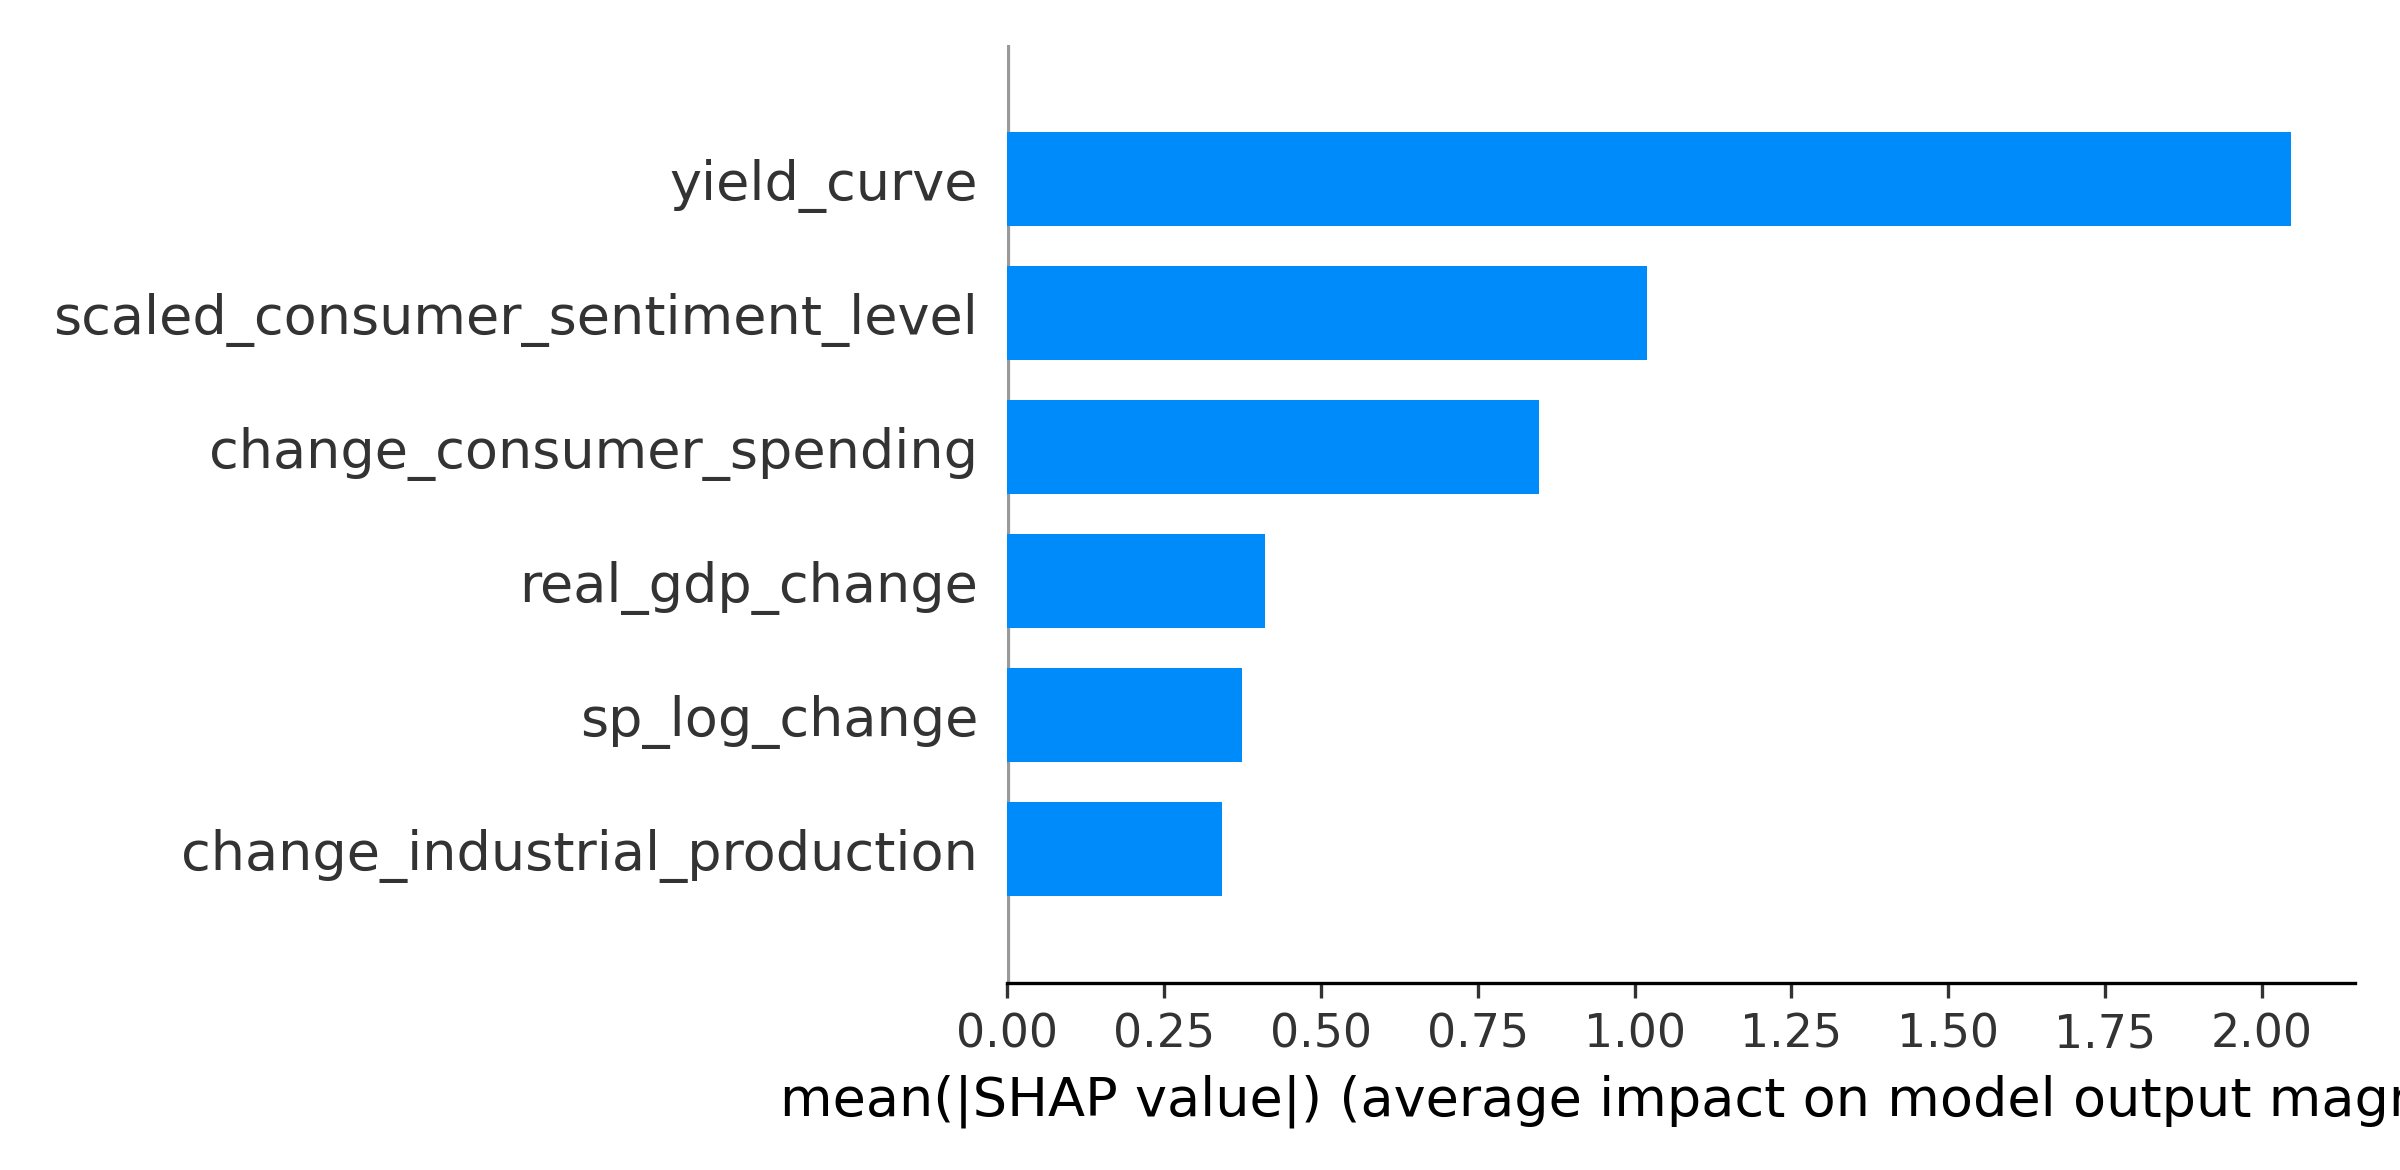 yield_curve
scaled_consumer_sentiment_level
change_consumer_spending
real_gdp_change
sp_log_change
change_industrial_production
0.00 0.25 0.50 0.75 1.00 1.25 1.50 1.75 2.00
mean(|SHAP value|) (average impact on model output